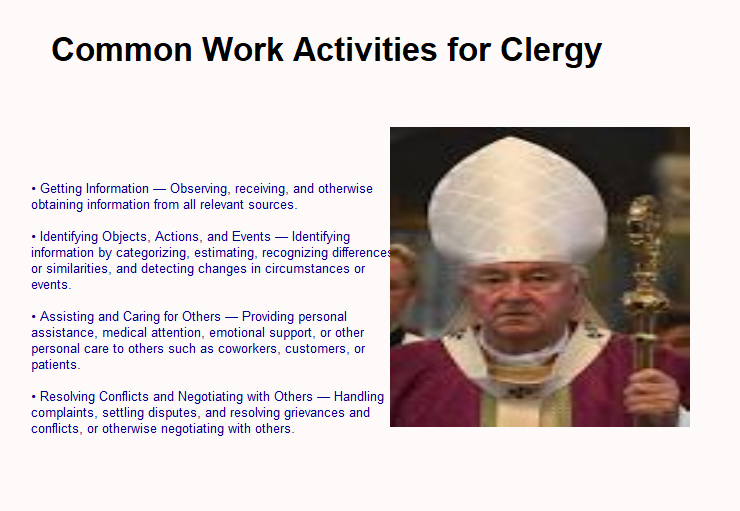 Common Work Activities for Clergy
• Getting Information — Observing, receiving, and otherwise
obtaining information from all relevant sources.
• Identifying Objects, Actions, and Events — Identifying
information by categorizing, estimating, recognizing differences
or similarities, and detecting changes in circumstances or
events.
• Assisting and Caring for Others — Providing personal
assistance, medical attention, emotional support, or other
personal care to others such as coworkers, customers, or
patients.
• Resolving Conflicts and Negotiating with Others — Handling
complaints, settling disputes, and resolving grievances and
conflicts, or otherwise negotiating with others.